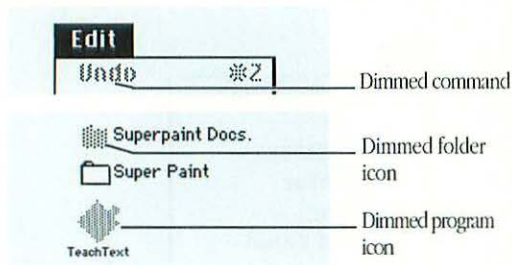 Edit
Undo ⌘Z
Dimmed command
Superpaint Docs.
Dimmed folder
icon
Super Paint
Dimmed program
icon
TeachText